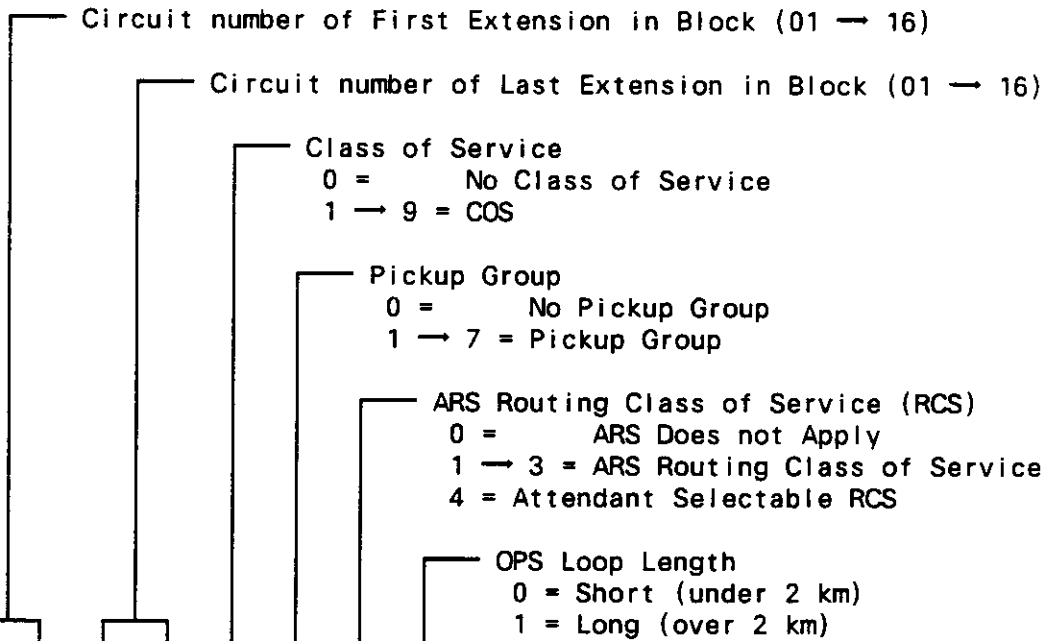 Circuit number of First Extension in Block (01 → 16)
Circuit number of Last Extension in Block (01 → 16)
Class of Service
0 = No Class of Service
1 → 9 = COS
Pickup Group
0 = No Pickup Group
1 → 7 = Pickup Group
ARS Routing Class of Service (RCS)
0 = ARS Does not Apply
1 → 3 = ARS Routing Class of Service
4 = Attendant Selectable RCS
OPS Loop Length
0 = Short (under 2 km)
1 = Long (over 2 km)